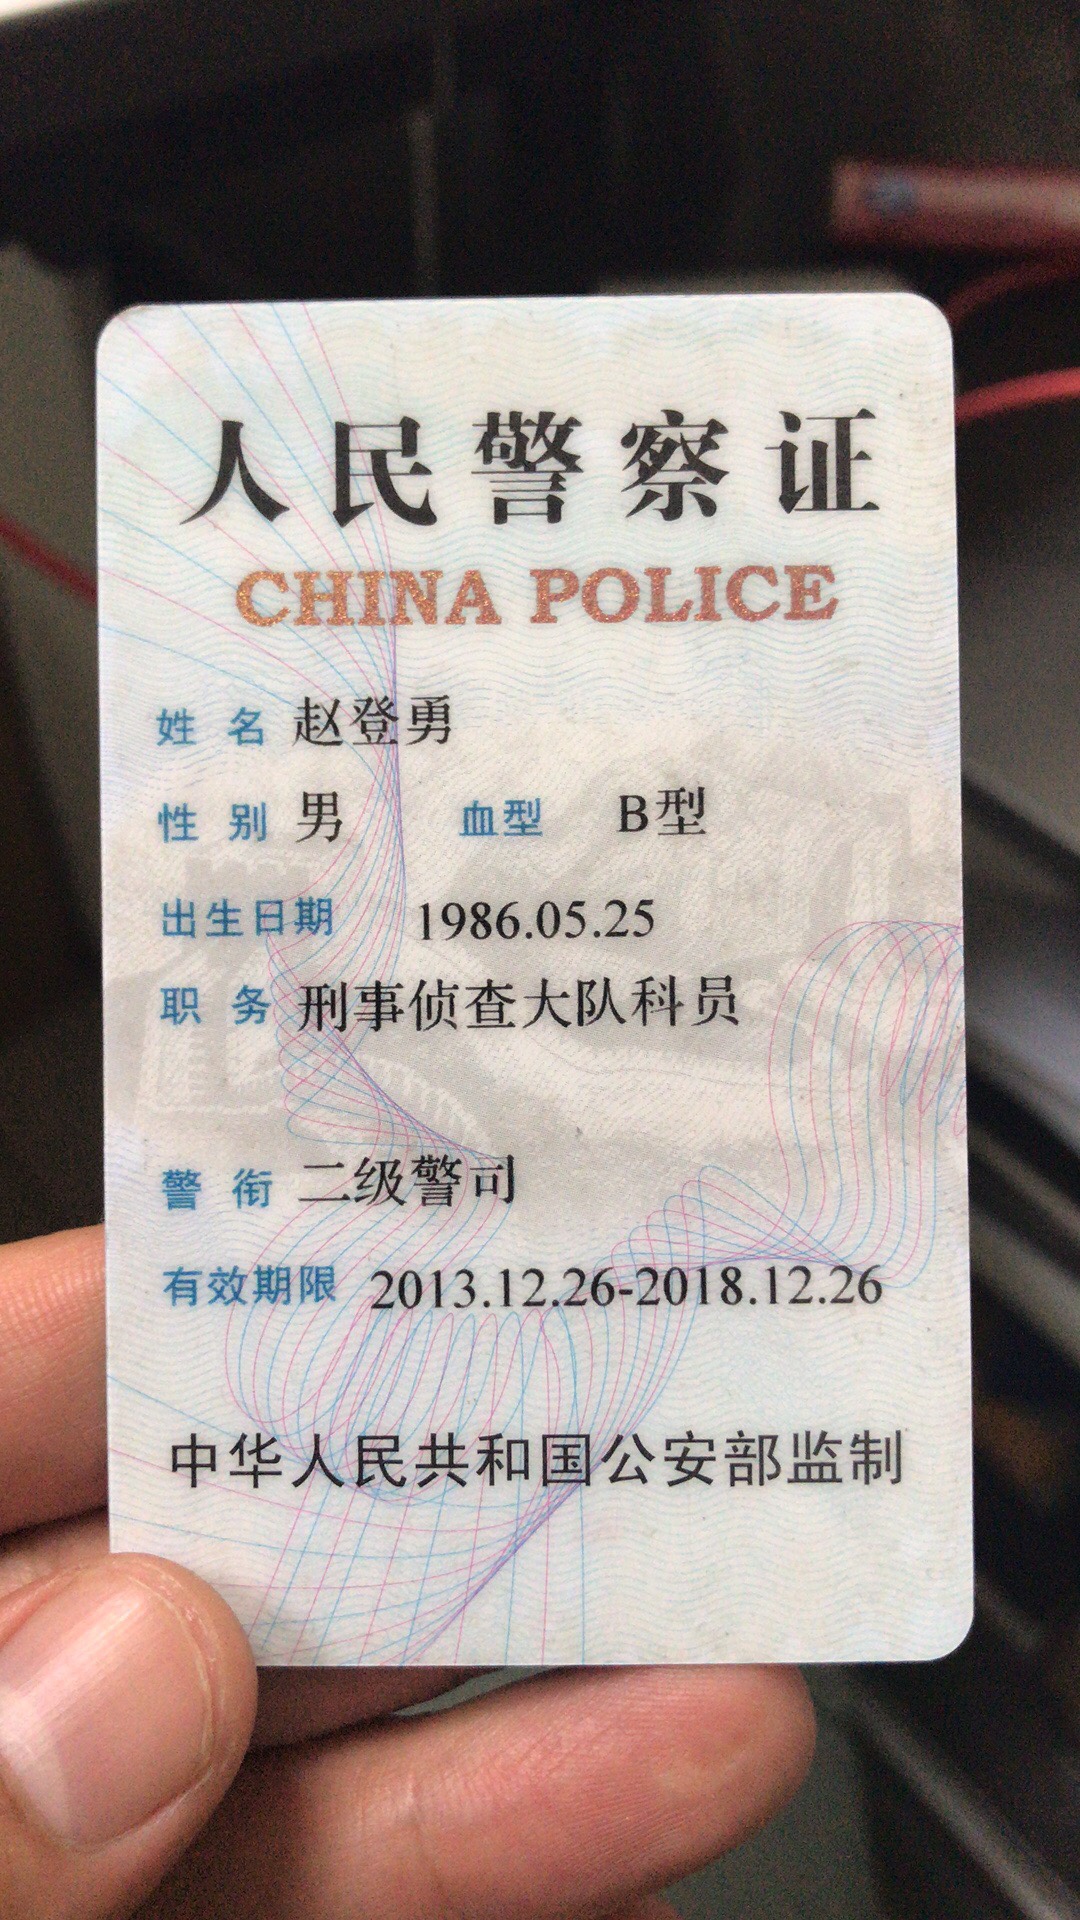 人民警察证
CHINA POLICE
姓名 赵登勇
性别 男 血型 B型
出生日期 1986.05.25
职务 刑事侦查大队科员
警衔 二级警司
有效期限 2013.12.26-2018.12.26
中华人民共和国公安部监制